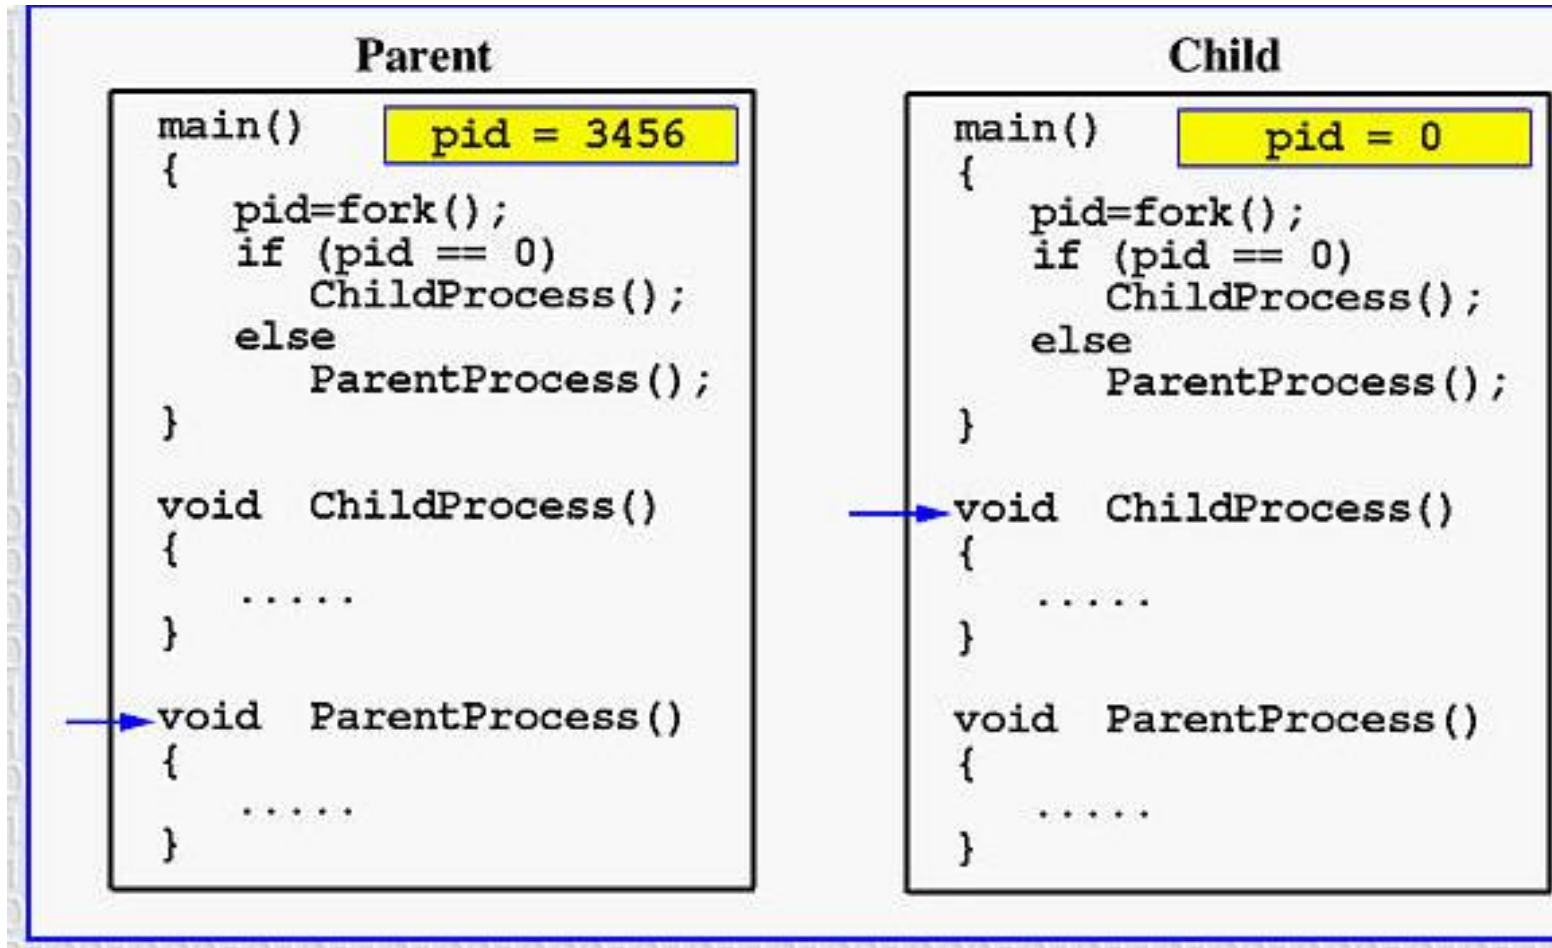 Parent
main()
pid = 3456
{
pid=fork();
if (pid == 0)
ChildProcess();
else
ParentProcess();
}
void ChildProcess()
{
.....
}
void ParentProcess()
{
.....
}
Child
main()
pid = 0
{
pid=fork();
if (pid == 0)
ChildProcess();
else
ParentProcess();
}
void ChildProcess()
{
.....
}
void ParentProcess()
{
.....
}